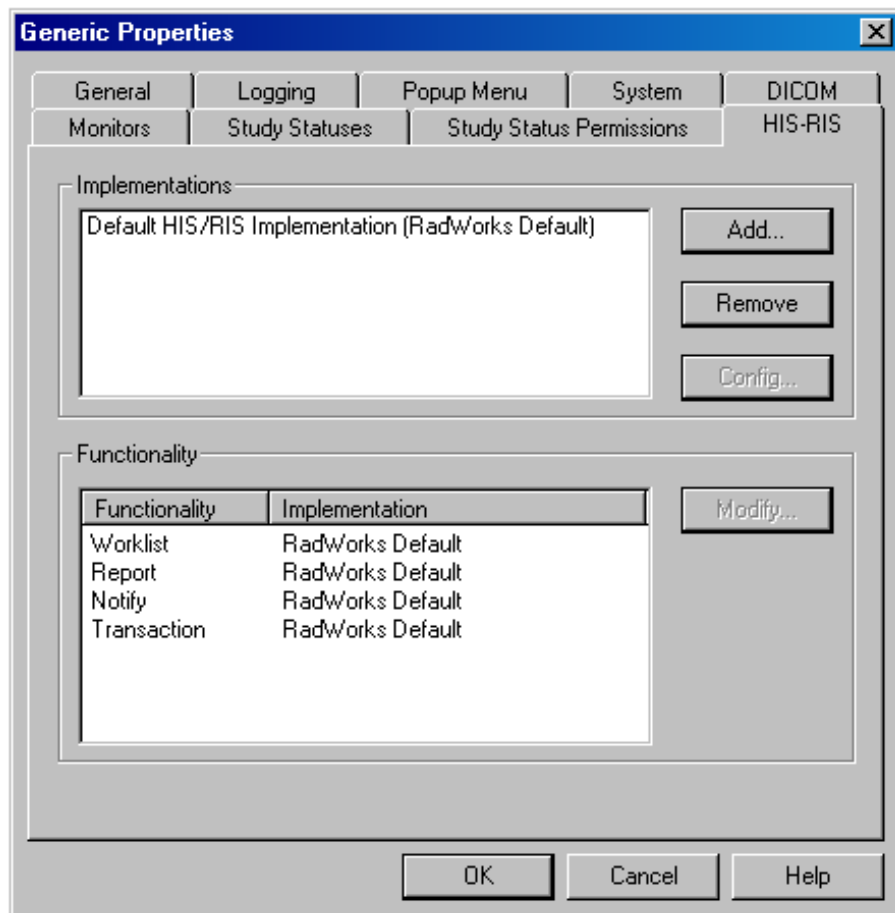 Generic Properties
General Logging Popup Menu System DICOM
Monitors Study Statuses Study Status Permissions HIS-RIS
Implementations
Default HIS/RIS Implementation (RadWorks Default)
Add...
Remove
Config...
Functionality
Functionality Implementation
Modify...
Worklist RadWorks Default
Report RadWorks Default
Notify RadWorks Default
Transaction RadWorks Default
OK Cancel Help